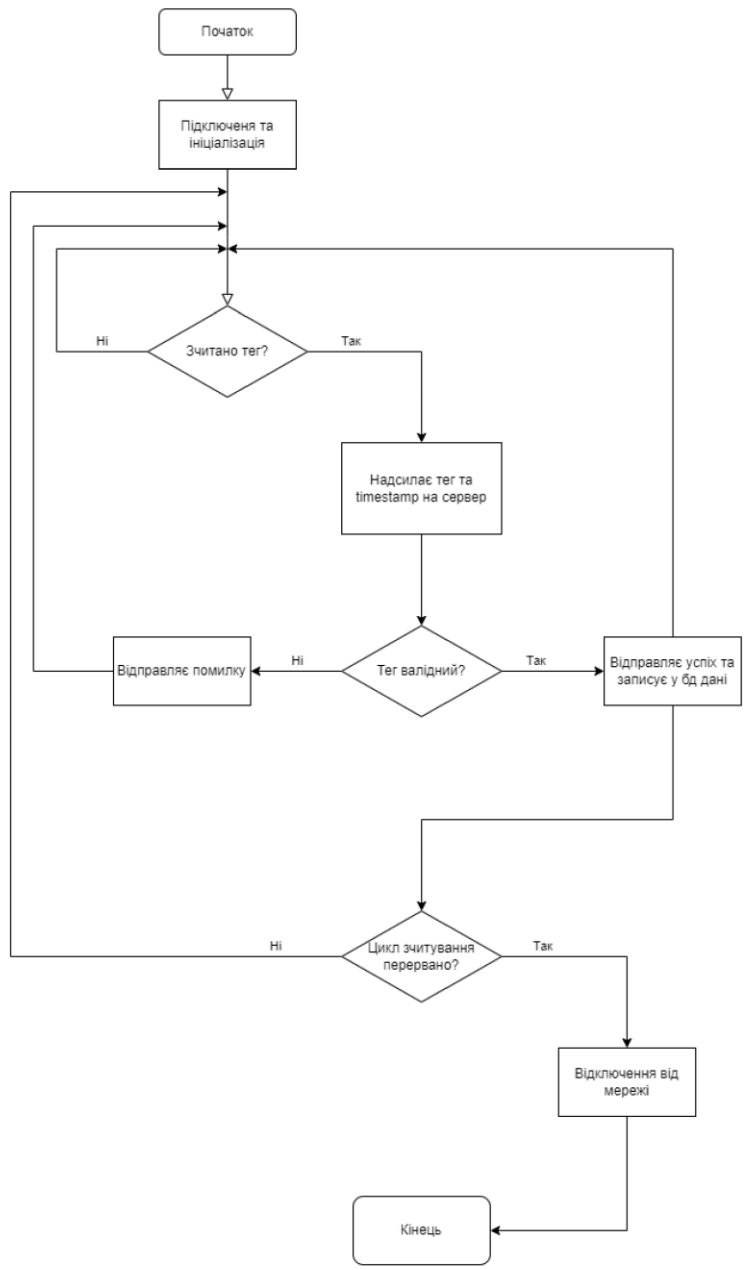 Початок
Підключеня та
ініціалізація
Ні
Зчитано тег?
Так
Надсилає тег та
timestamp на сервер
Відправляє помилку
Ні
Тег валідний?
Так
Відправляє успіх та
записує у бд дані
Ні
Цикл зчитування
перервано?
Так
Відключення від
мережі
Кінець